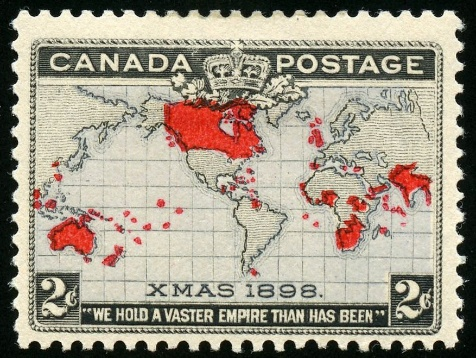 CANADA POSTAGE
XMAS 1898.
2¢ 2¢
"WE HOLD A VASTER EMPIRE THAN HAS BEEN"